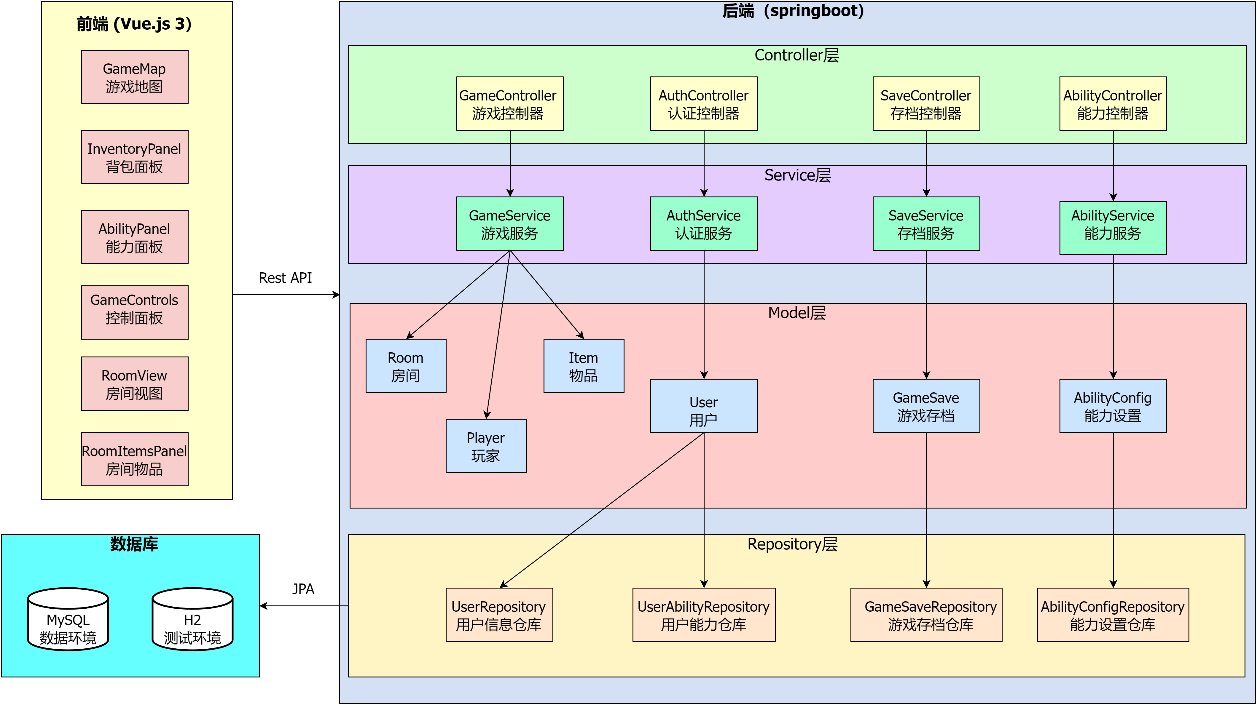 前端 (Vue.js 3)
GameMap
游戏地图
InventoryPanel
背包面板
AbilityPanel
能力面板
GameControls
控制面板
RoomView
房间视图
RoomItemsPanel
房间物品
Rest API
后端（springboot）
Controller层
GameController
游戏控制器
AuthController
认证控制器
SaveController
存档控制器
AbilityController
能力控制器
Service层
GameService
游戏服务
AuthService
认证服务
SaveService
存档服务
AbilityService
能力服务
Model层
Room
房间
Player
玩家
Item
物品
User
用户
GameSave
游戏存档
AbilityConfig
能力设置
Repository层
UserRepository
用户信息仓库
UserAbilityRepository
用户能力仓库
GameSaveRepository
游戏存档仓库
AbilityConfigRepository
能力设置仓库
JPA
数据库
MySQL
数据环境
H2
测试环境